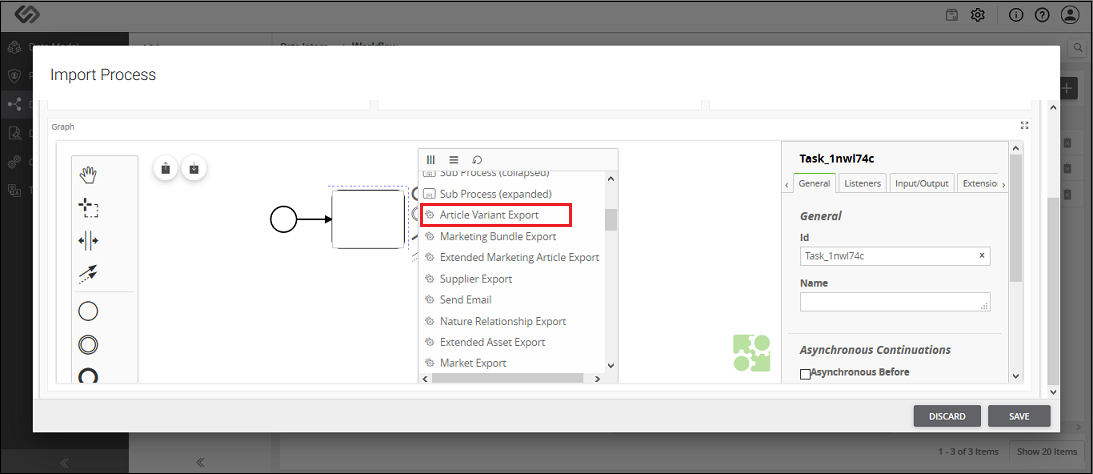 Workflow
Import Process
Graph
Sub Process (collapsed)
Sub Process (expanded)
Article Variant Export
Marketing Bundle Export
Extended Marketing Article Export
Supplier Export
Send Email
Nature Relationship Export
Extended Asset Export
Market Export
Task_1nwl74c
General
Listeners
Input/Output
Extension
General
Id
Task_1nwl74c
Name
Asynchronous Continuations
Asynchronous Before
DISCARD
SAVE
1 - 3 of 3 Items
Show 20 Items